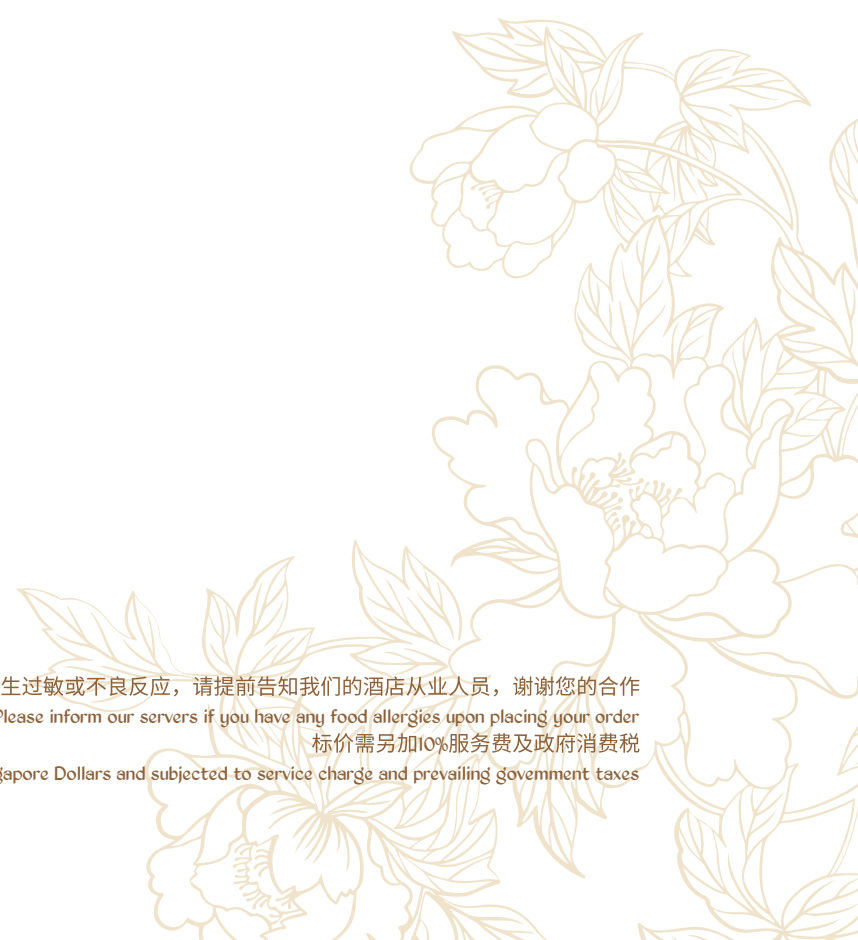 生过敏或不良反应，请提前告知我们的酒店从业人员，谢谢您的合作
Please inform our servers if you have any food allergies upon placing your order
标价需另加10%服务费及政府消费税
gapore Dollars and subjected to service charge and prevailing government taxes